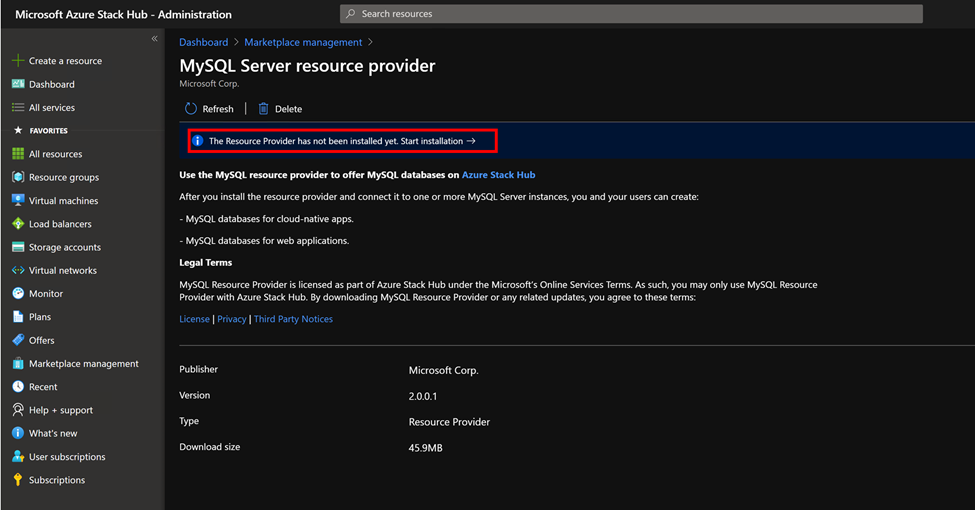 Microsoft Azure Stack Hub - Administration
Search resources
Create a resource
Dashboard
All services
FAVORITES
All resources
Resource groups
Virtual machines
Load balancers
Storage accounts
Virtual networks
Monitor
Plans
Offers
Marketplace management
Recent
Help + support
What's new
User subscriptions
Subscriptions
Dashboard > Marketplace management >
MySQL Server resource provider
Microsoft Corp.
Refresh | Delete
The Resource Provider has not been installed yet. Start installation →
Use the MySQL resource provider to offer MySQL databases on Azure Stack Hub
After you install the resource provider and connect it to one or more MySQL Server instances, you and your users can create:
- MySQL databases for cloud-native apps.
- MySQL databases for web applications.
Legal Terms
MySQL Resource Provider is licensed as part of Azure Stack Hub under the Microsoft's Online Services Terms. As such, you may only use MySQL Resource
Provider with Azure Stack Hub. By downloading MySQL Resource Provider or any related updates, you agree to these terms:
License | Privacy | Third Party Notices
Publisher Microsoft Corp.
Version 2.0.0.1
Type Resource Provider
Download size 45.9MB